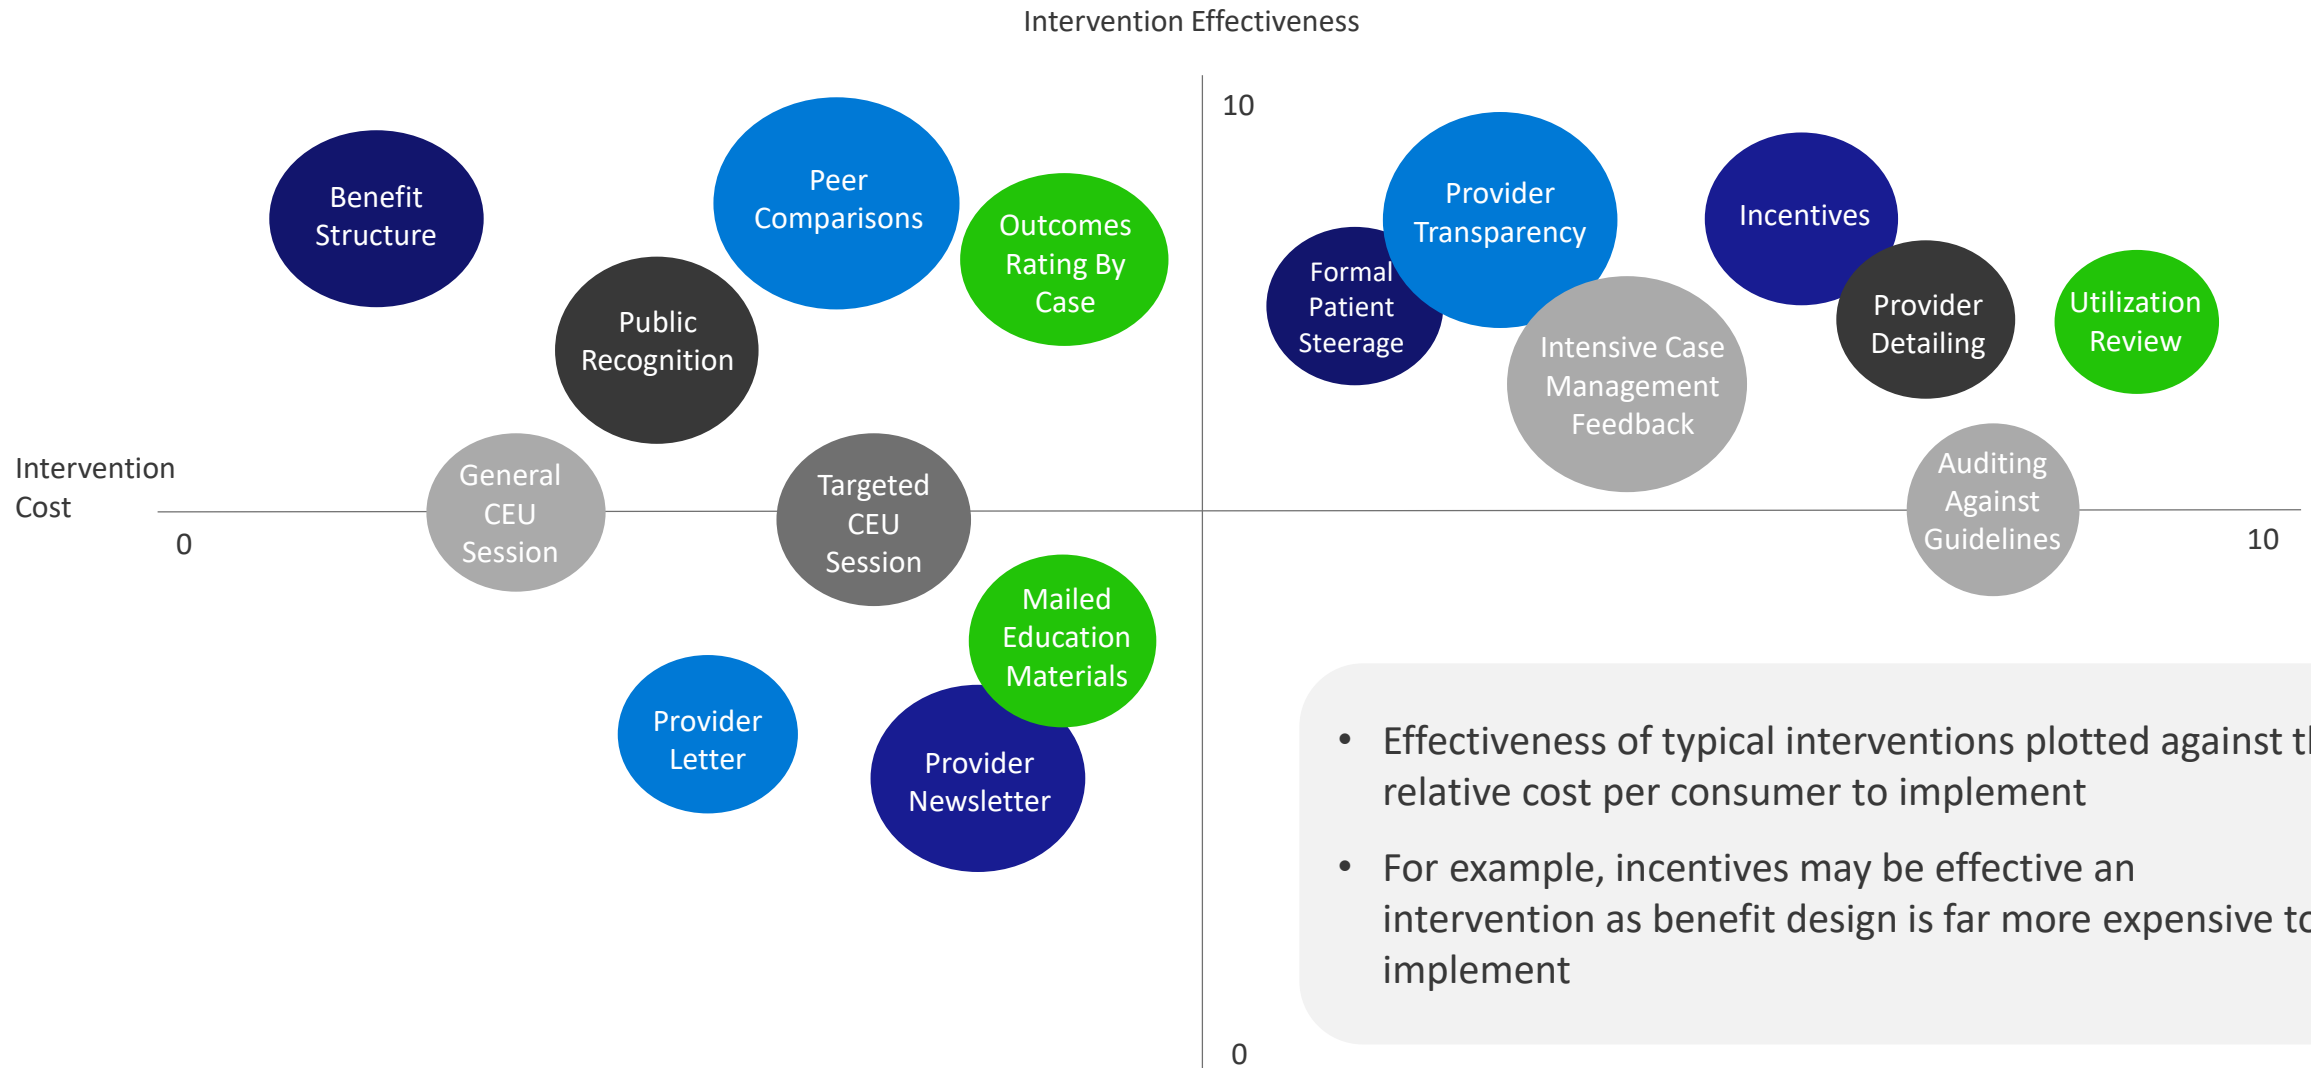 Intervention Effectiveness
10
Benefit
Structure
Peer
Comparisons
Outcomes
Rating By
Case
Public
Recognition
Formal
Patient
Steerage
Provider
Transparency
Incentives
Intensive Case
Management
Feedback
Provider
Detailing
Utilization
Review
Intervention
Cost
0
General
CEU
Session
Targeted
CEU
Session
Auditing
Against
Guidelines
10
Mailed
Education
Materials
Provider
Letter
Provider
Newsletter
• Effectiveness of typical interventions plotted against
relative cost per consumer to implement
• For example, incentives may be effective an
intervention as benefit design is far more expensive to
implement
0